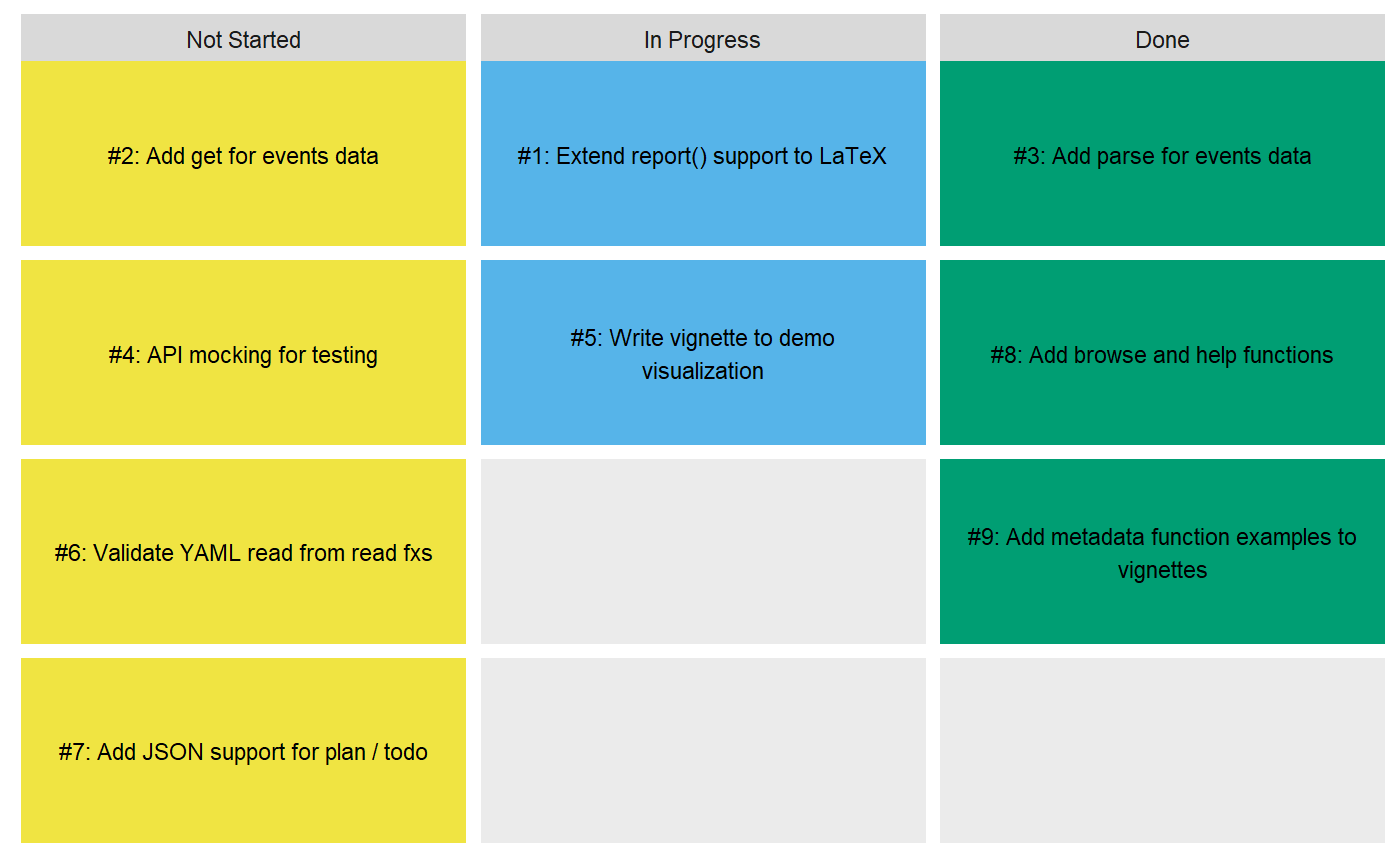 Not Started
In Progress
Done
#2: Add get for events data
#1: Extend report() support to LaTeX
#3: Add parse for events data
#4: API mocking for testing
#5: Write vignette to demo
visualization
#8: Add browse and help functions
#6: Validate YAML read from read fxs
#9: Add metadata function examples to
vignettes
#7: Add JSON support for plan / todo